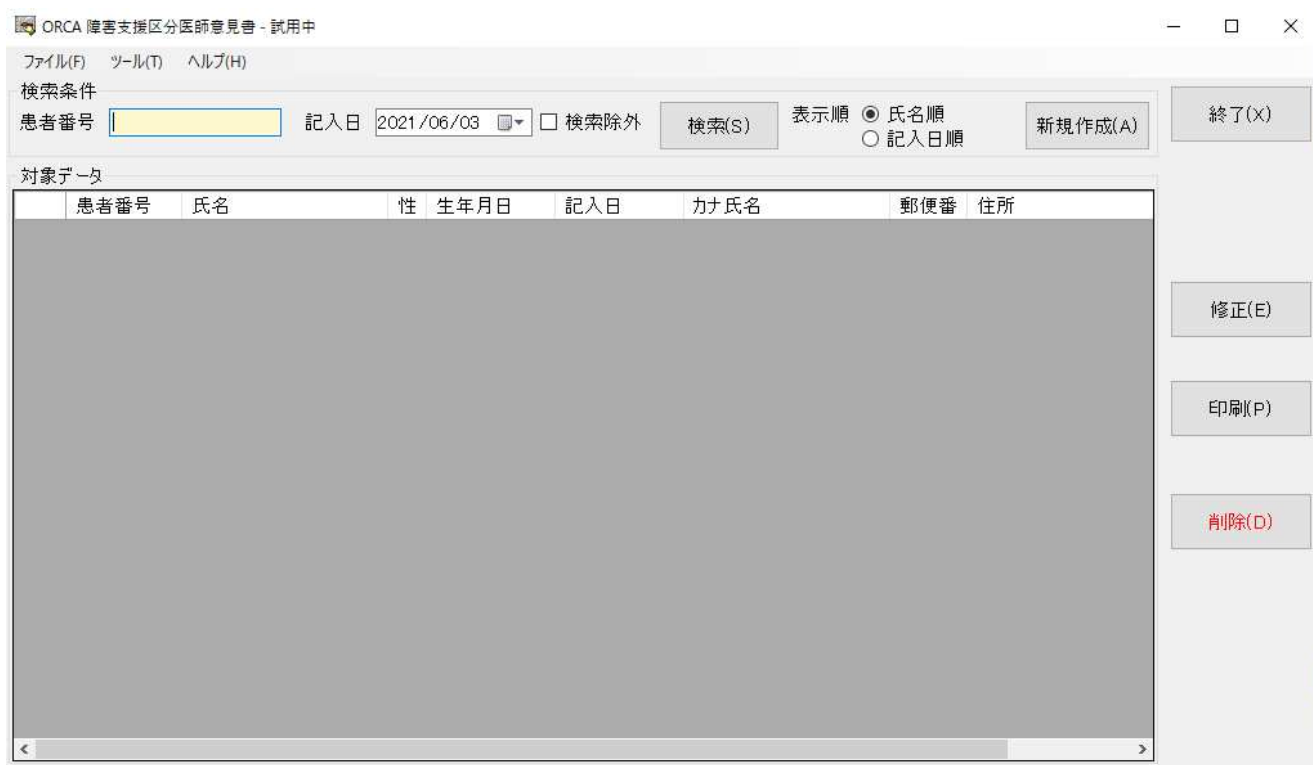 ORCA 障害支援区分医師意見書 - 試用中
ファイル(F) ツール(T) ヘルプ(H)
検索条件
患者番号 記入日 2021/06/03 検索除外 検索(S) 表示順 氏名順 新規作成(A) 終了(X)
記入日順
対象データ
患者番号 氏名 性 生年月日 記入日 カナ氏名 郵便番 住所
修正(E)
印刷(P)
削除(D)